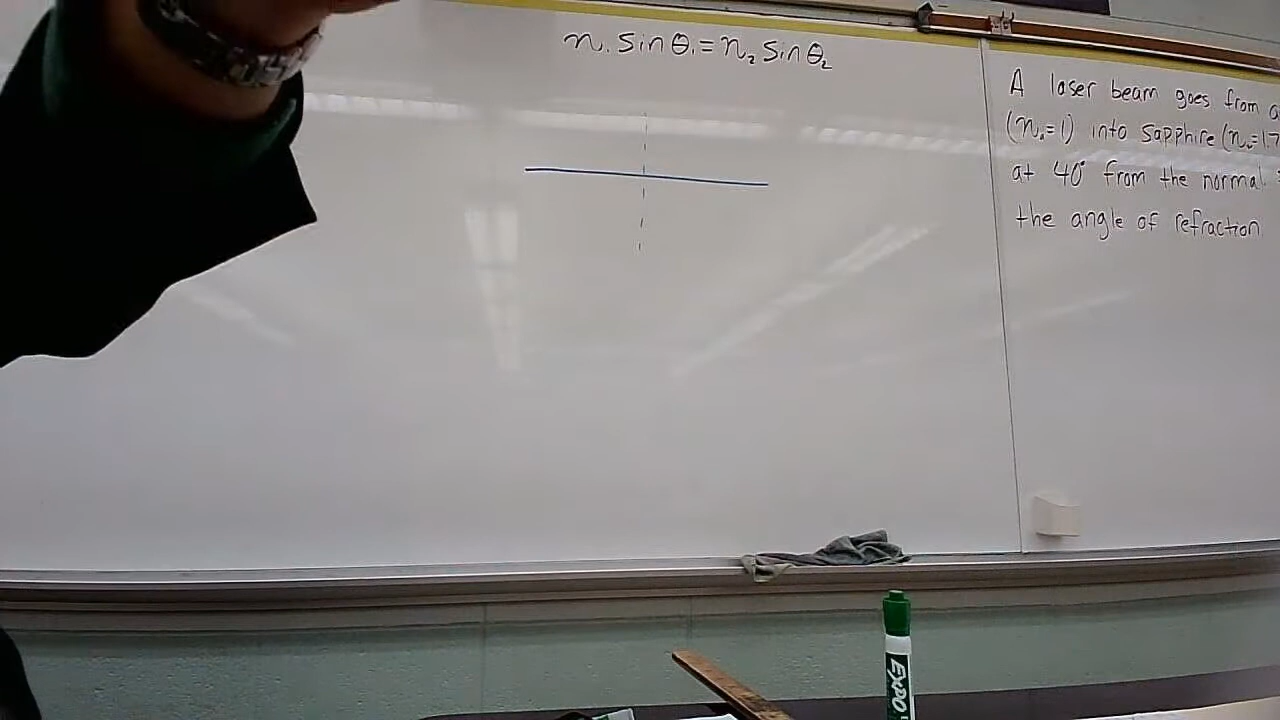 n₁ sin θ₁ = n₂ sin θ₂
A laser beam goes from
(n₁=1) into Sapphire (n₂=1.7
at 40° from the normal.
the angle of refraction
EXPO